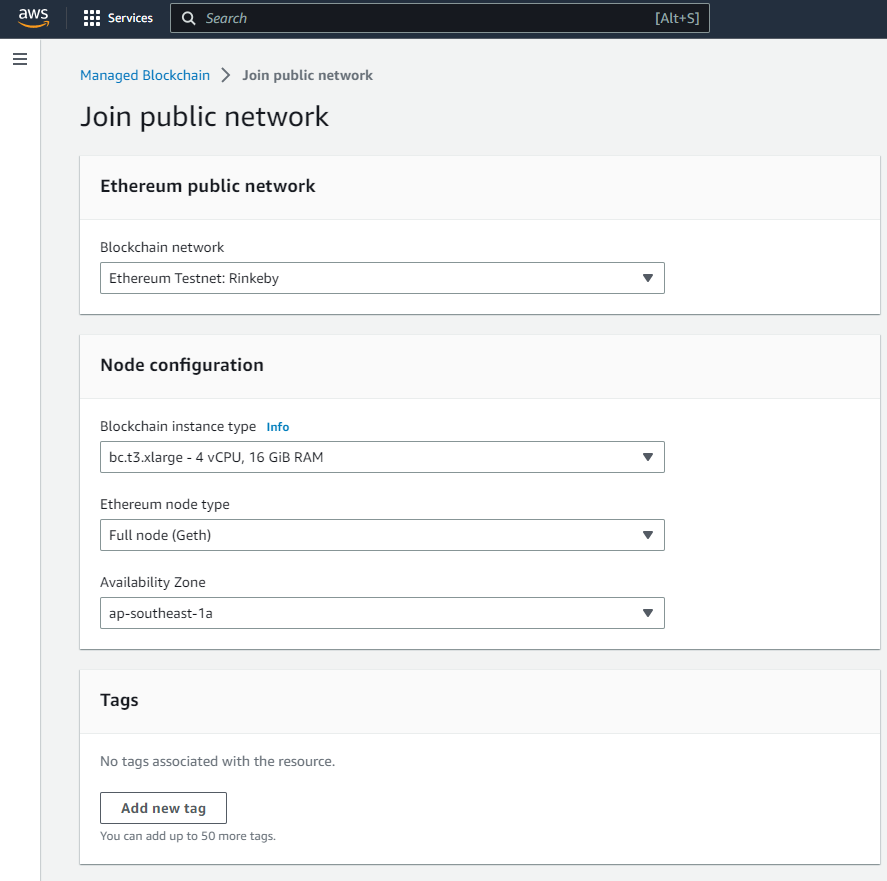 aws
Services
Search
[Alt+S]
Managed Blockchain
Join public network
Join public network
Ethereum public network
Blockchain network
Ethereum Testnet: Rinkeby
Node configuration
Blockchain instance type Info
bc.t3.xlarge - 4 vCPU, 16 GiB RAM
Ethereum node type
Full node (Geth)
Availability Zone
ap-southeast-1a
Tags
No tags associated with the resource.
Add new tag
You can add up to 50 more tags.